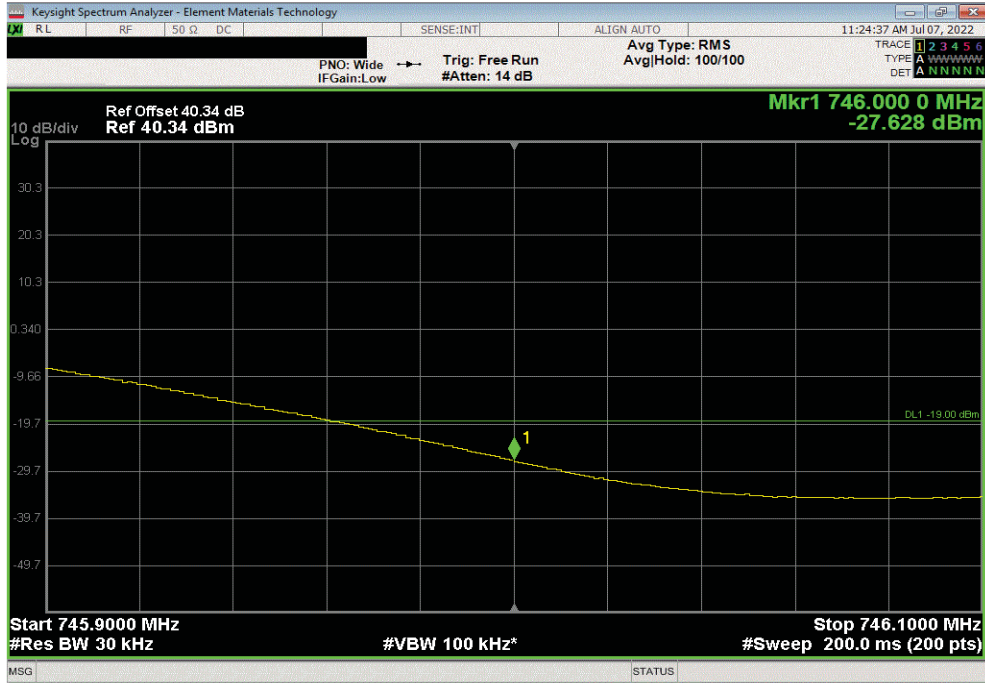 Keysight Spectrum Analyzer - Element Materials Technology
LXI RL RF 50 Ω DC SENSE:INT ALIGN AUTO 11:24:37 AM Jul 07, 2022
PNO: Wide Trig: Free Run Avg Type: RMS TRACE 1 2 3 4 5 6
IFGain:Low #Atten: 14 dB Avg|Hold: 100/100 TYPE A WWWWW
DET A N N N N N
Ref Offset 40.34 dB Mkr1 746.000 0 MHz
10 dB/div Ref 40.34 dBm -27.628 dBm
Log
30.3
20.3
10.3
0.340
-9.66
DL1 -19.00 dBm
-19.7
1
-29.7
-39.7
-49.7
Start 745.9000 MHz Stop 746.1000 MHz
#Res BW 30 kHz #VBW 100 kHz* #Sweep 200.0 ms (200 pts)
MSG STATUS